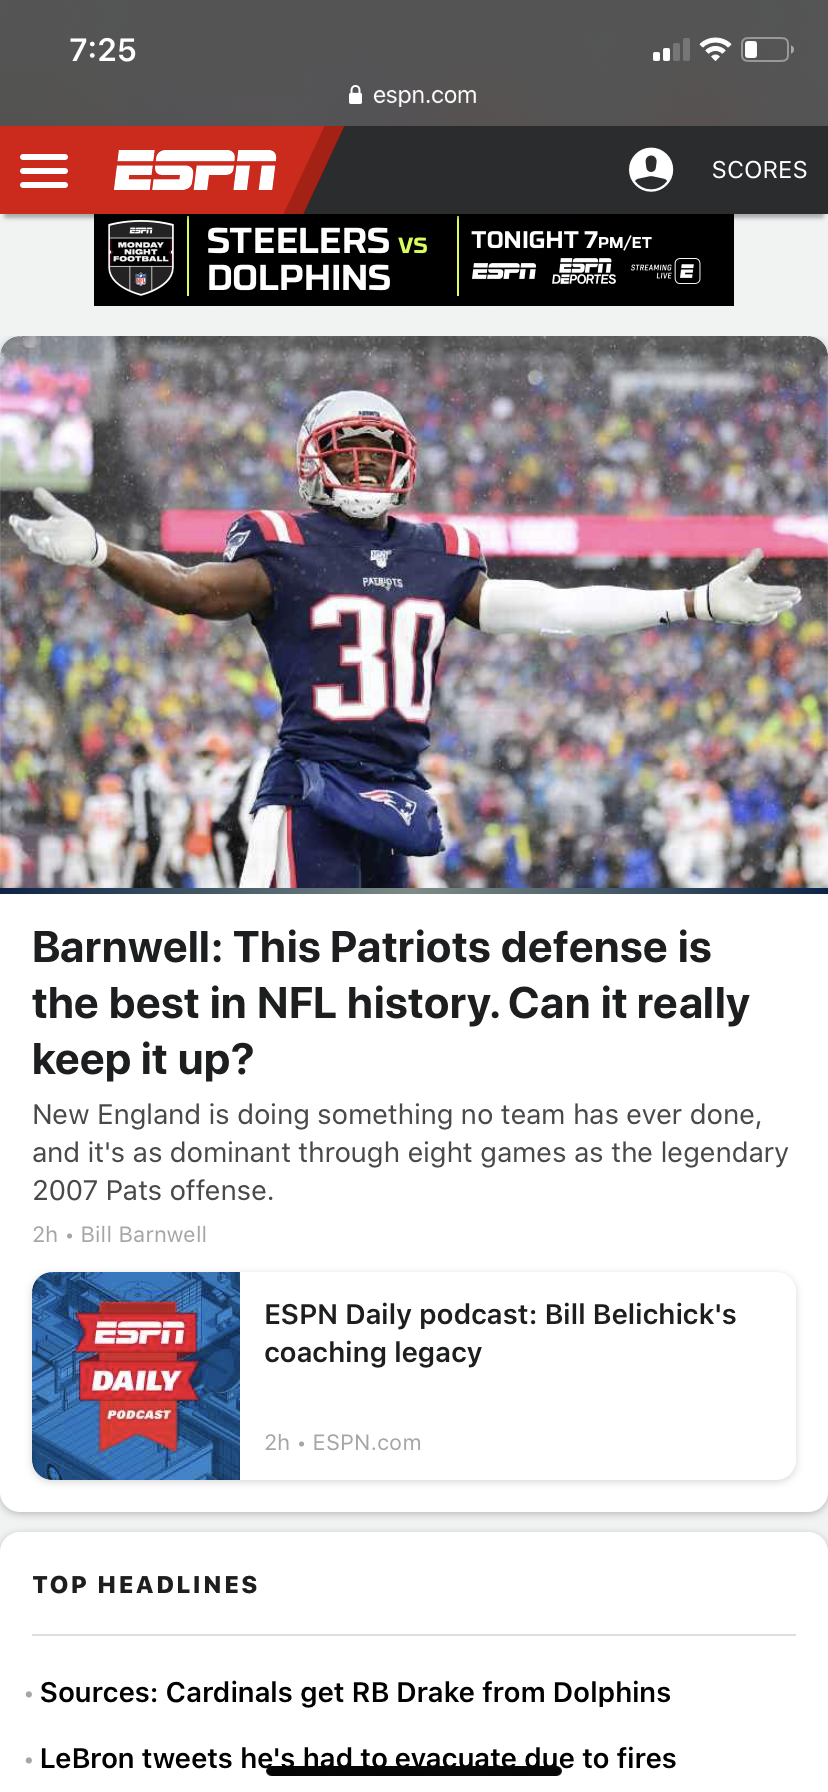 7:25
espn.com
ESPN
SCORES
ESPN
MONDAY
NIGHT
FOOTBALL
NFL
STEELERS VS
DOLPHINS
TONIGHT 7PM/ET
ESPN
ESPN
DEPORTES
STREAMING
LIVE
E
PATRIOTS
30
Barnwell: This Patriots defense is
the best in NFL history. Can it really
keep it up?
New England is doing something no team has ever done,
and it's as dominant through eight games as the legendary
2007 Pats offense.
2h • Bill Barnwell
ESPN
DAILY
PODCAST
ESPN Daily podcast: Bill Belichick's
coaching legacy
2h • ESPN.com
TOP HEADLINES
• Sources: Cardinals get RB Drake from Dolphins
• LeBron tweets he's had to evacuate due to fires